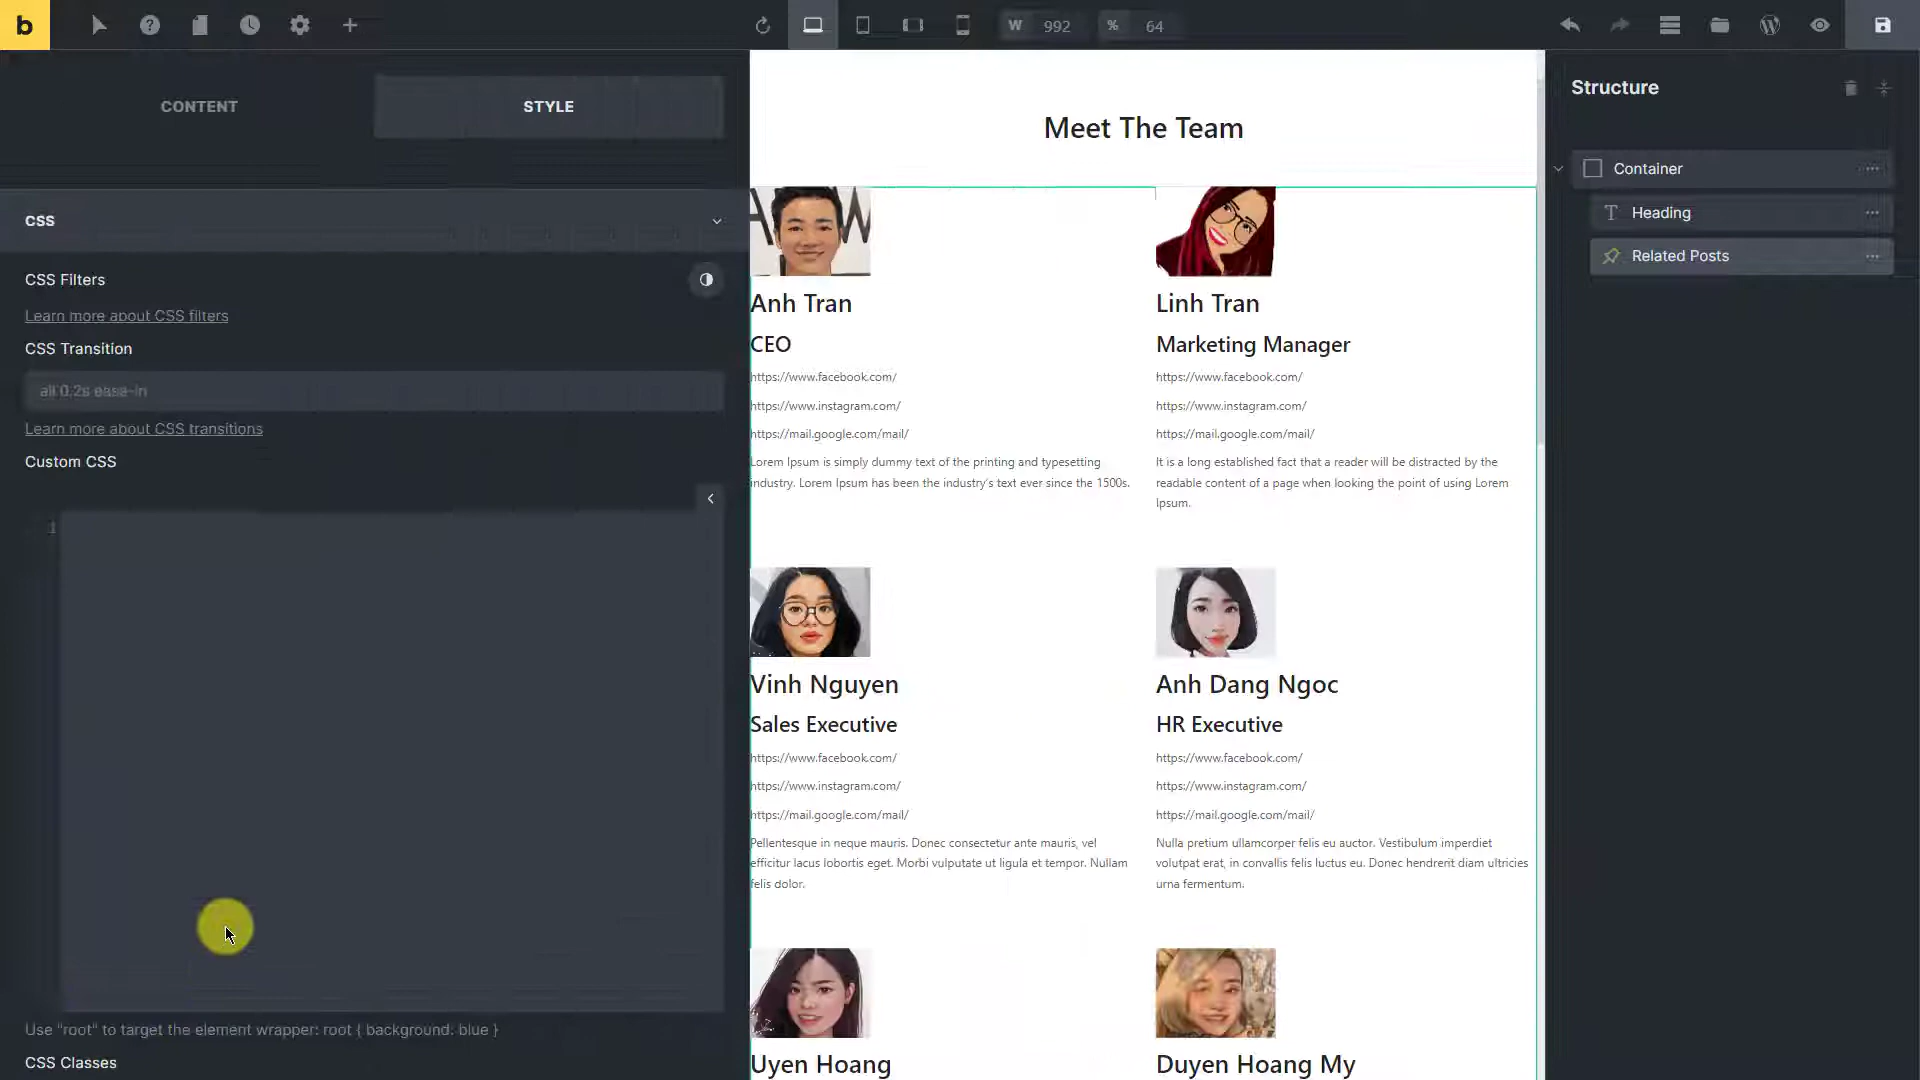 b
W 992
% 64
CONTENT
STYLE
CSS
CSS Filters
Learn more about CSS filters
CSS Transition
all 0.2s ease-in
Learn more about CSS transitions
Custom CSS
1
Use "root" to target the element wrapper: root { background: blue }
CSS Classes
Meet The Team
Anh Tran
CEO
https://www.facebook.com/
https://www.instagram.com/
https://mail.google.com/mail/
Lorem Ipsum is simply dummy text of the printing and typesetting
industry. Lorem Ipsum has been the industry's text ever since the 1500s.
Linh Tran
Marketing Manager
https://www.facebook.com/
https://www.instagram.com/
https://mail.google.com/mail/
It is a long established fact that a reader will be distracted by the
readable content of a page when looking the point of using Lorem
Ipsum.
Vinh Nguyen
Sales Executive
https://www.facebook.com/
https://www.instagram.com/
https://mail.google.com/mail/
Pellentesque in neque mauris. Donec consectetur ante mauris, vel
efficitur lacus lobortis eget. Morbi vulputate ut ligula et tempor. Nullam
felis dolor.
Anh Dang Ngoc
HR Executive
https://www.facebook.com/
https://www.instagram.com/
https://mail.google.com/mail/
Nulla pretium ullamcorper felis eu auctor. Vestibulum imperdiet
volutpat erat, in convallis felis luctus eu. Donec hendrerit diam ultricies
urna fermentum.
Uyen Hoang
Duyen Hoang My
Structure
Container
Heading
Related Posts